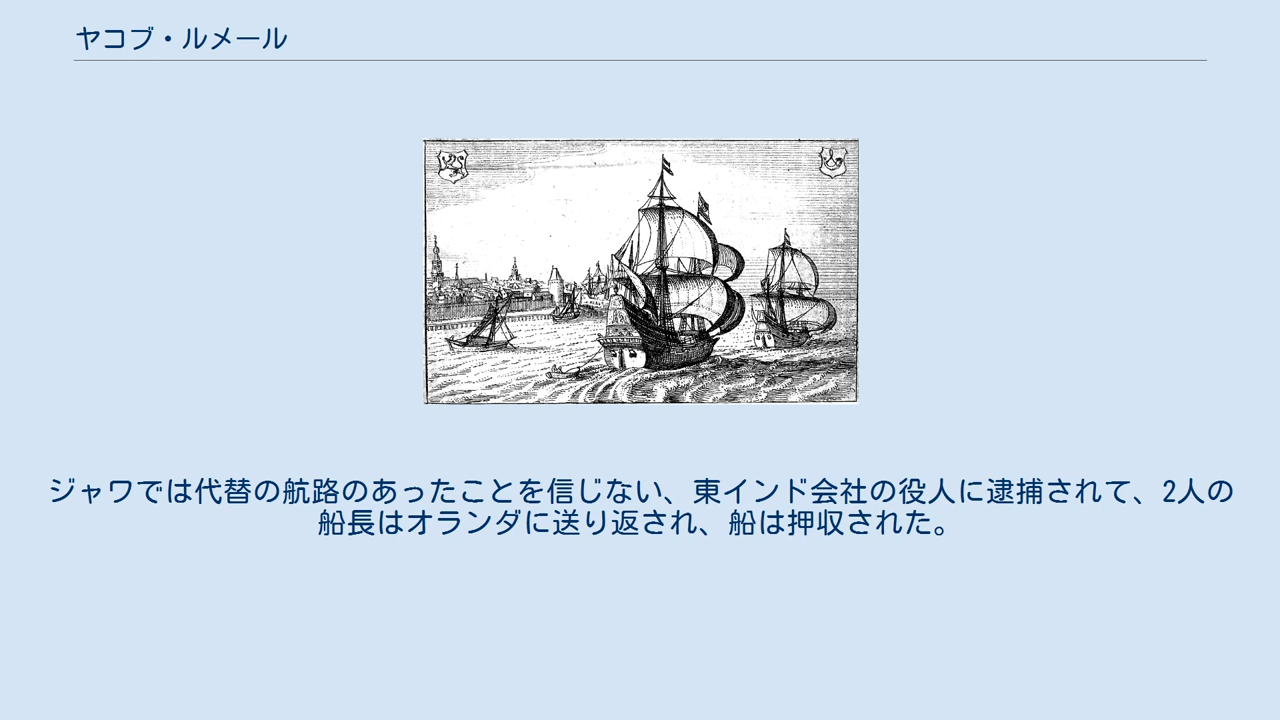 ヤコブ・ルメール
ジャワでは代替の航路のあったことを信じない、東インド会社の役人に逮捕されて、2人の
船長はオランダに送り返され、船は押収された。